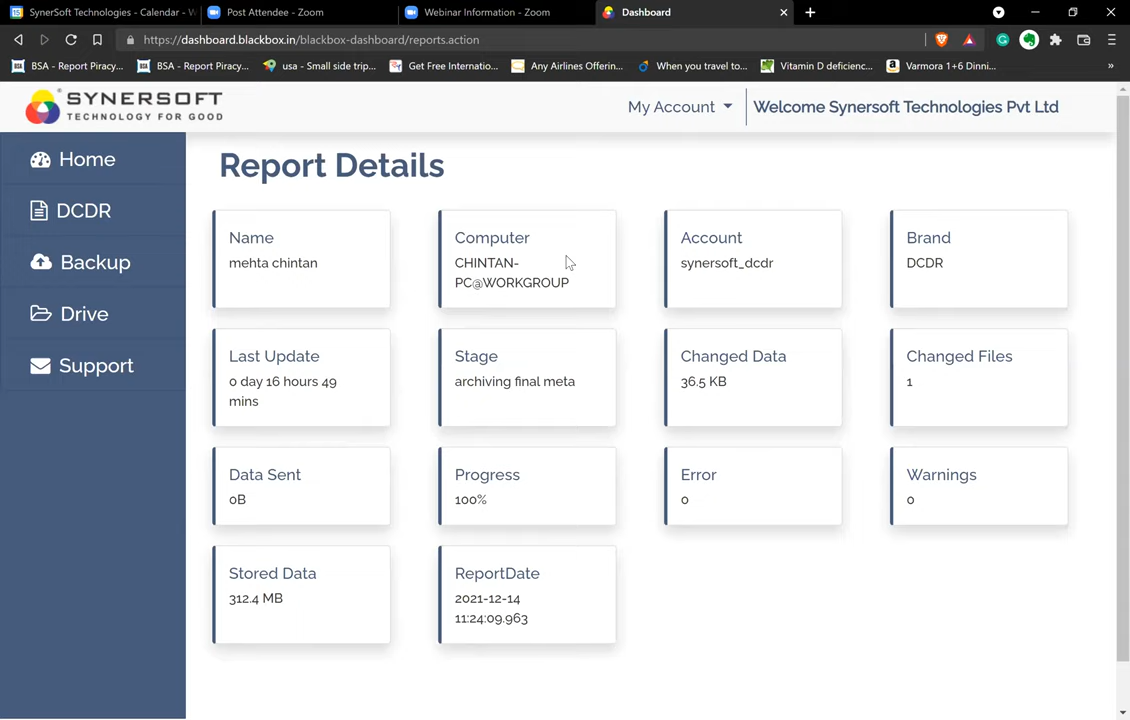 SynerSoft Technologies - Calendar - W
Post Attendee - Zoom
Webinar Information - Zoom
Dashboard
https://dashboard.blackbox.in/blackbox-dashboard/reports.action
BSA - Report Piracy...
BSA - Report Piracy...
usa - Small side trip...
Get Free Internatio...
Any Airlines Offering...
When you travel to...
Vitamin D deficienc...
Varmora 1+6 Dinni...
SYNERSOFT
TECHNOLOGY FOR GOOD
My Account
Welcome Synersoft Technologies Pvt Ltd
Home
DCDR
Backup
Drive
Support
Report Details
Name
mehta chintan
Computer
CHINTAN-
PC@WORKGROUP
Account
synersoft_dcdr
Brand
DCDR
Last Update
0 day 16 hours 49
mins
Stage
archiving final meta
Changed Data
36.5 KB
Changed Files
1
Data Sent
0B
Progress
100%
Error
0
Warnings
0
Stored Data
312.4 MB
ReportDate
2021-12-14
11:24:09.963